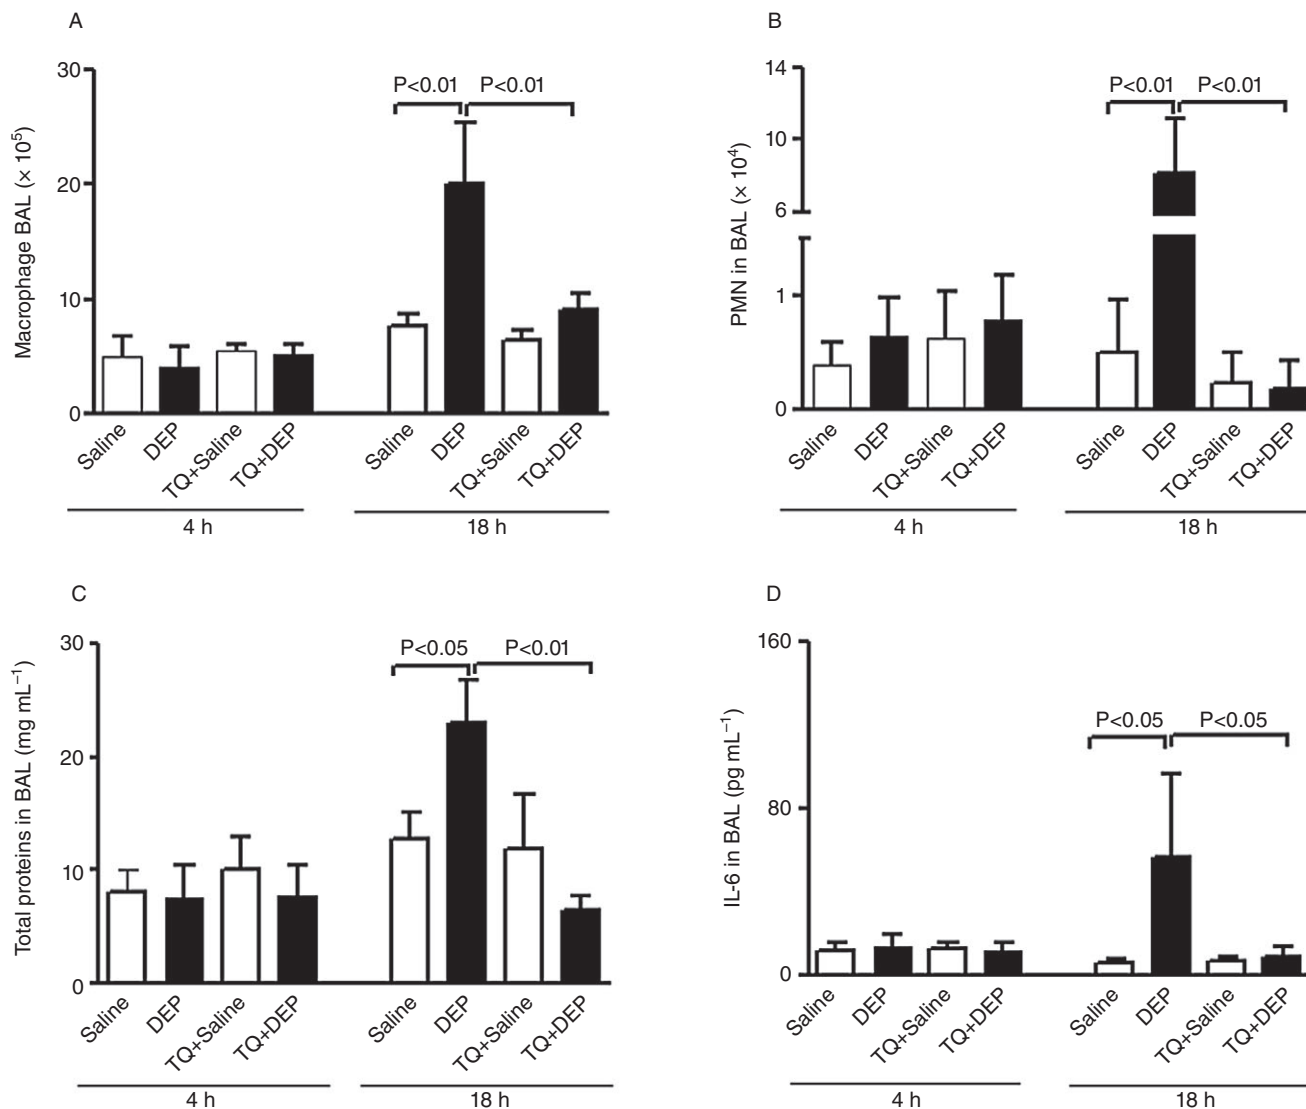 A
Macrophage BAL (× 10⁵)
30
20
10
0
P<0.01 P<0.01
Saline DEP TQ+Saline TQ+DEP Saline DEP TQ+Saline TQ+DEP
4 h 18 h
B
PMN in BAL (× 10⁴)
14
10
6
1
0
P<0.01 P<0.01
Saline DEP TQ+Saline TQ+DEP Saline DEP TQ+Saline TQ+DEP
4 h 18 h
C
Total proteins in BAL (mg mL⁻¹)
30
20
10
0
P<0.05 P<0.01
Saline DEP TQ+Saline TQ+DEP Saline DEP TQ+Saline TQ+DEP
4 h 18 h
D
IL-6 in BAL (pg mL⁻¹)
160
80
0
P<0.05 P<0.05
Saline DEP TQ+Saline TQ+DEP Saline DEP TQ+Saline TQ+DEP
4 h 18 h